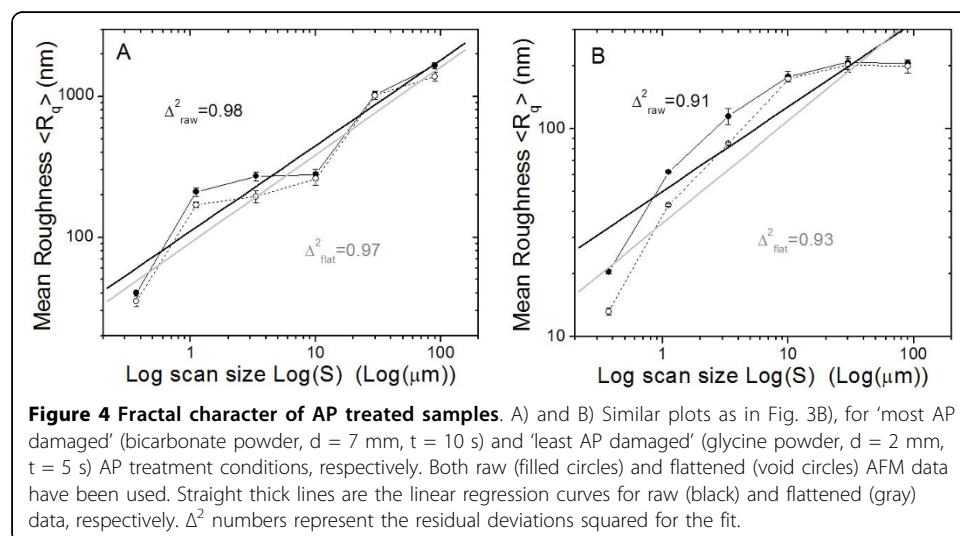 A
Mean Roughness <R_q> (nm)
1000
100
Δ²raw=0.98
Δ²flat=0.97
1 10 100
Log scan size Log(S) (Log(μm))
B
Mean Roughness <R_q> (nm)
100
10
Δ²raw=0.91
Δ²flat=0.93
1 10 100
Log scan size Log(S) (Log(μm))
Figure 4 Fractal character of AP treated samples. A) and B) Similar plots as in Fig. 3B), for ‘most AP
damaged’ (bicarbonate powder, d = 7 mm, t = 10 s) and ‘least AP damaged’ (glycine powder, d = 2 mm,
t = 5 s) AP treatment conditions, respectively. Both raw (filled circles) and flattened (void circles) AFM data
have been used. Straight thick lines are the linear regression curves for raw (black) and flattened (gray)
data, respectively. Δ² numbers represent the residual deviations squared for the fit.